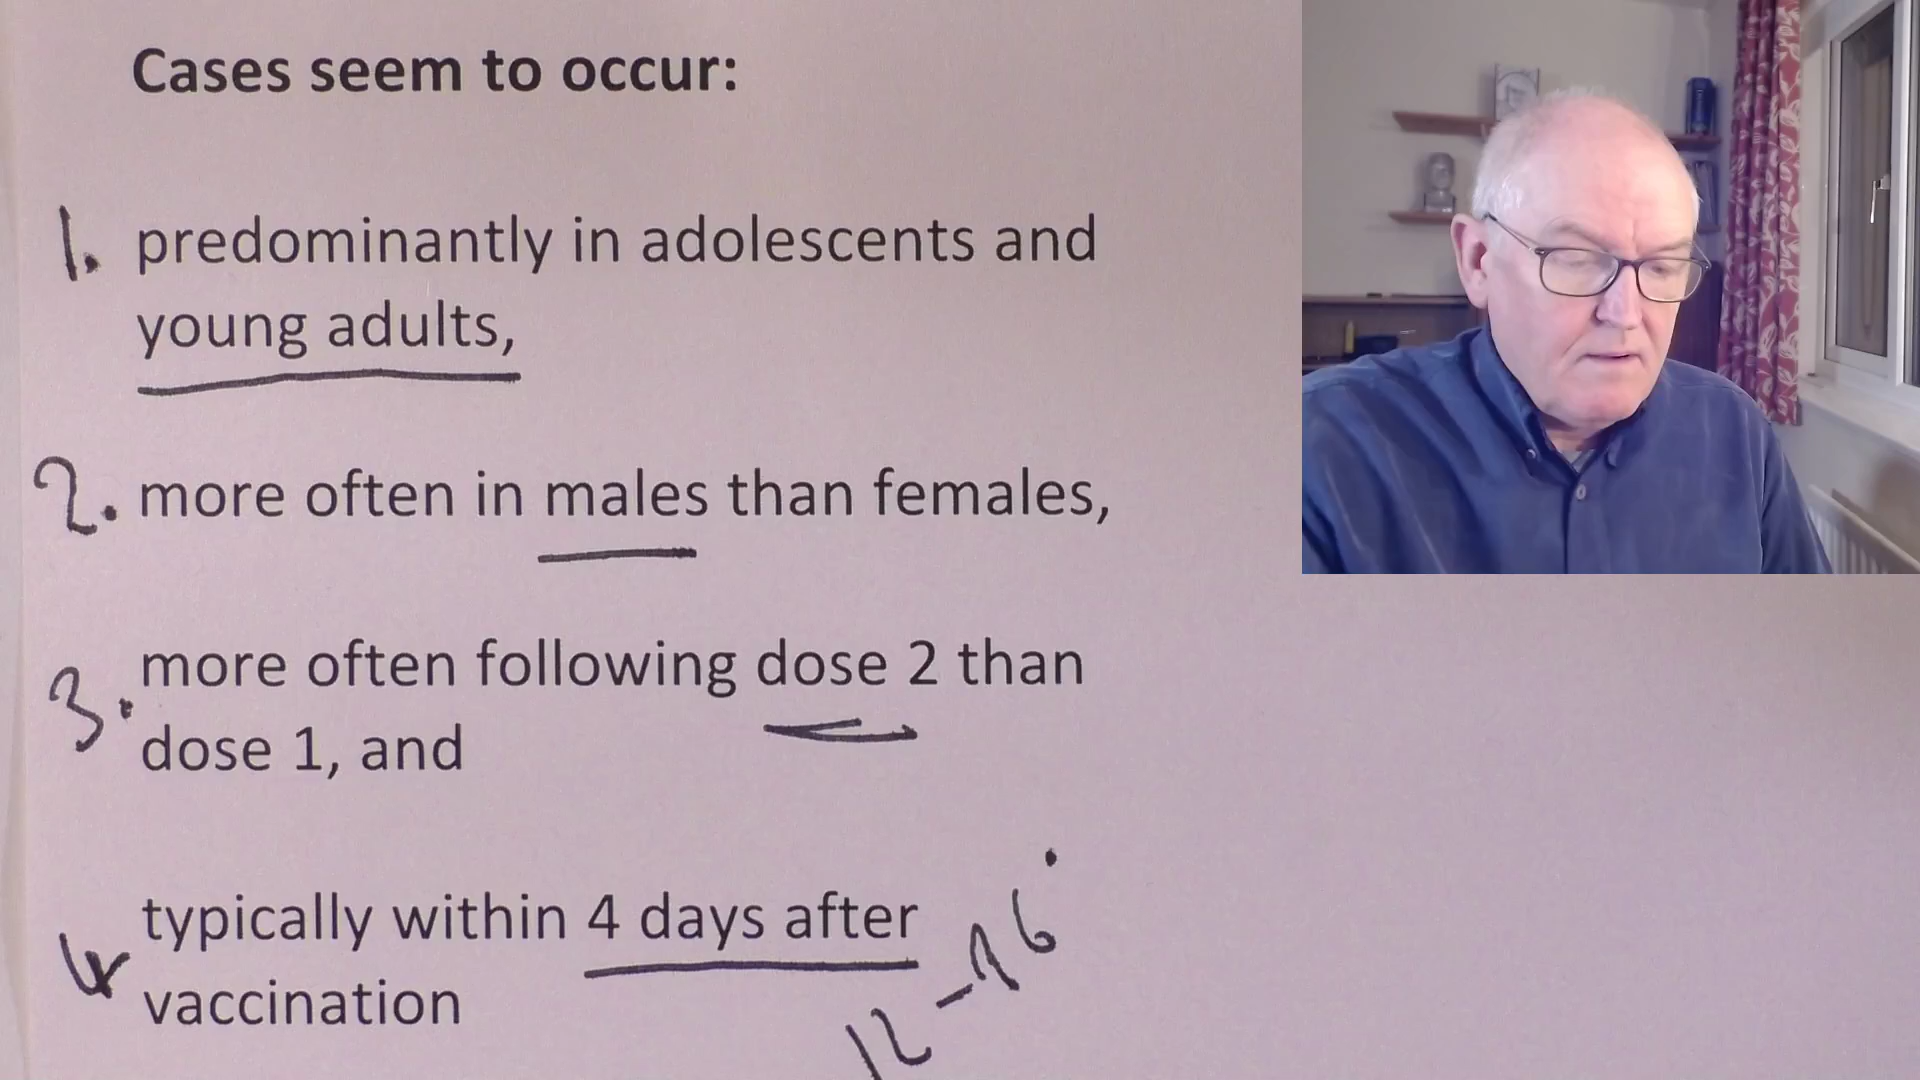 Cases seem to occur:
1. predominantly in adolescents and
young adults,
2. more often in males than females,
3. more often following dose 2 than
dose 1, and
4 typically within 4 days after
vaccination
12-16